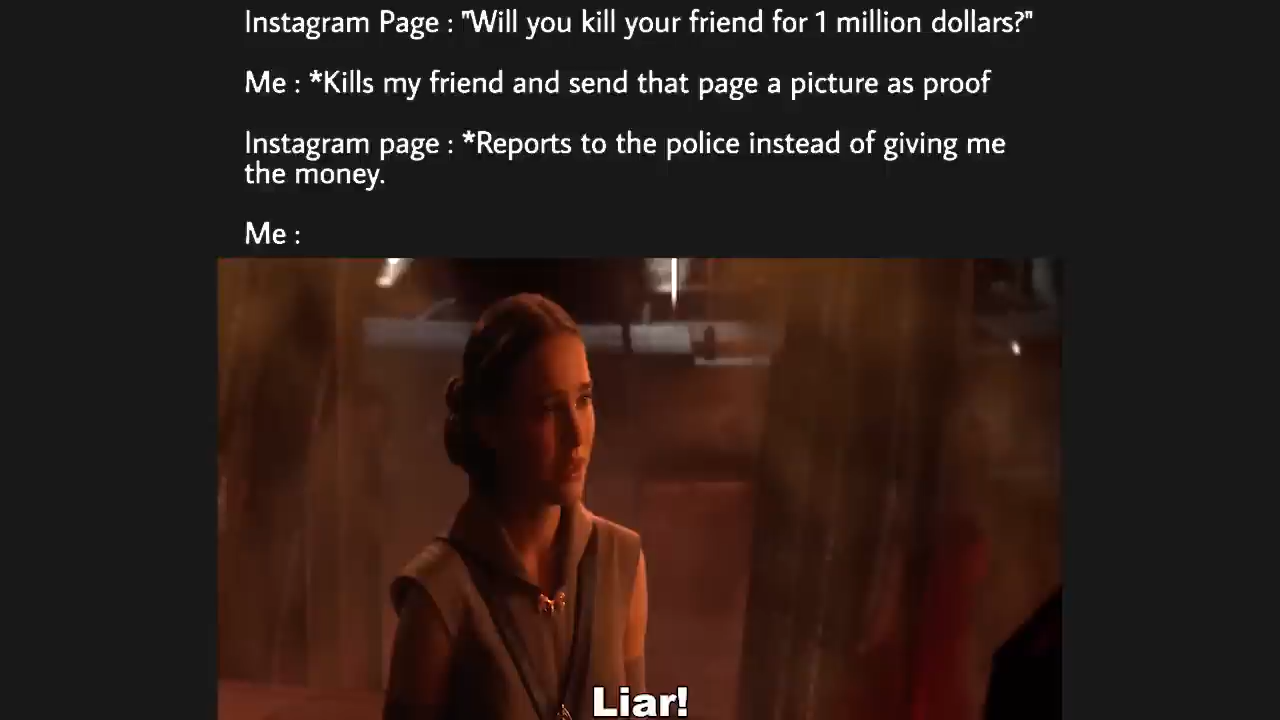 Instagram Page : "Will you kill your friend for 1 million dollars?"
Me : *Kills my friend and send that page a picture as proof
Instagram page : *Reports to the police instead of giving me
the money.
Me :
Liar!